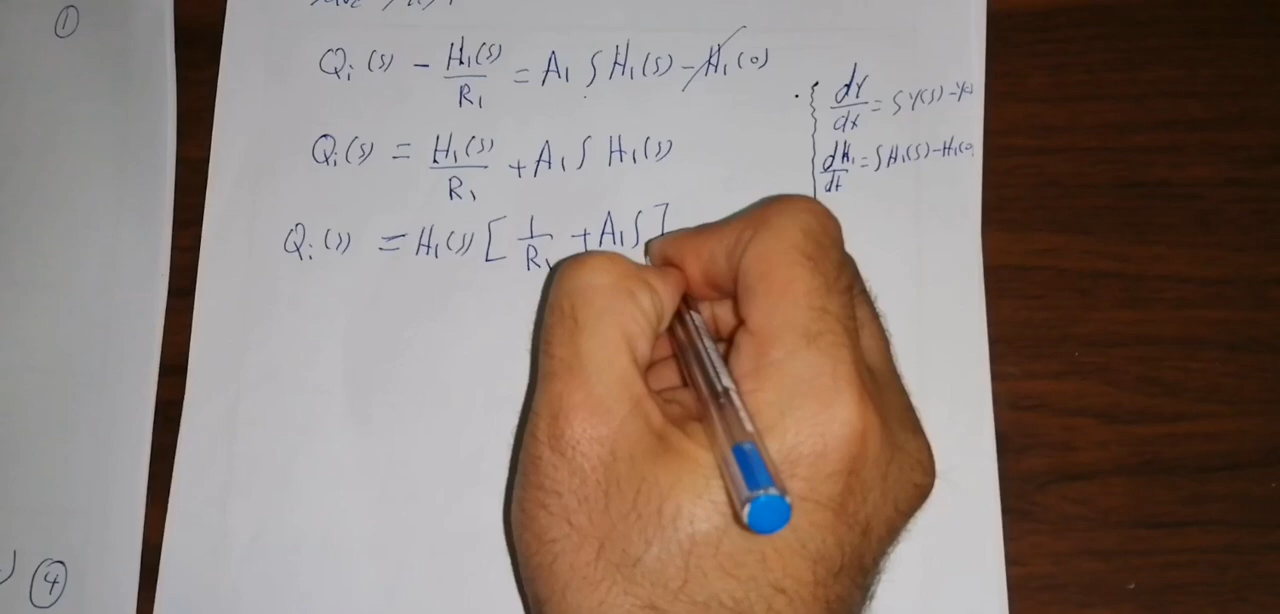 ①
Qi(s) - H1(s)/R1 = A1 S H1(s) - H1(0)
Qi(s) = H1(s)/R1 + A1 S H1(s)
Qi(s) = H1(s) [ 1/R1 + A1 S ]
dY/dx = S Y(s) - Y(0)
dH1/dt = S H1(s) - H1(0)
④